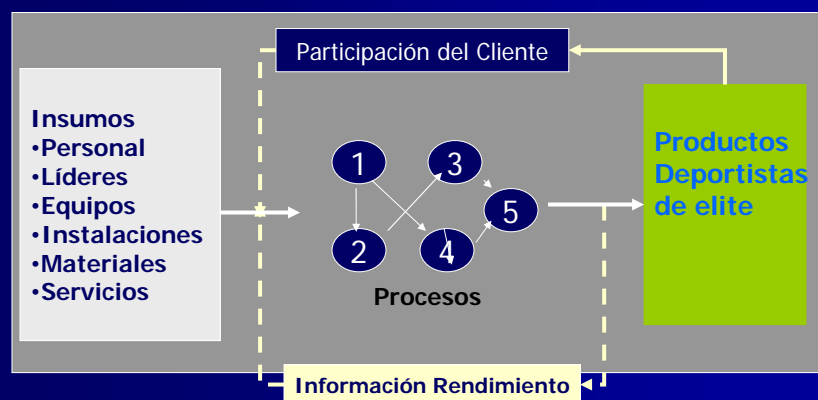 Participación del Cliente
Insumos
•Personal
•Líderes
•Equipos
•Instalaciones
•Materiales
•Servicios
1
3
5
2
4
Procesos
Productos
Deportistas
de elite
Información Rendimiento